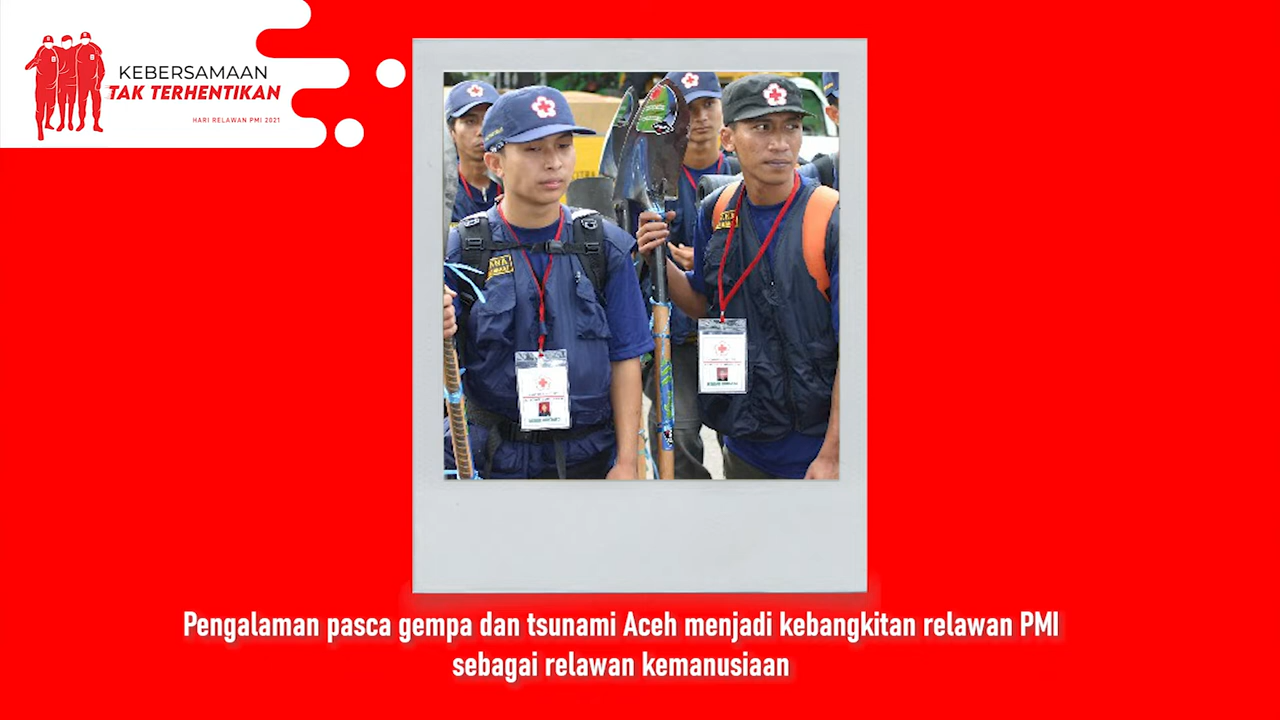 KEBERSAMAAN
TAK TERHENTIKAN
HARI RELAWAN PMI 2021
Pengalaman pasca gempa dan tsunami Aceh menjadi kebangkitan relawan PMI
sebagai relawan kemanusiaan